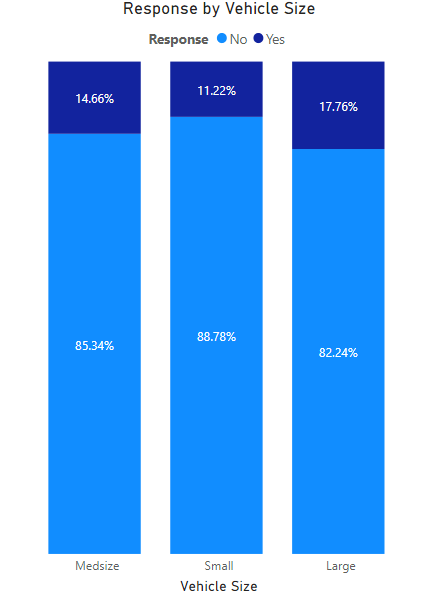 Response by Vehicle Size
Response No Yes
14.66% 11.22% 17.76%
85.34% 88.78% 82.24%
Medsize Small Large
Vehicle Size